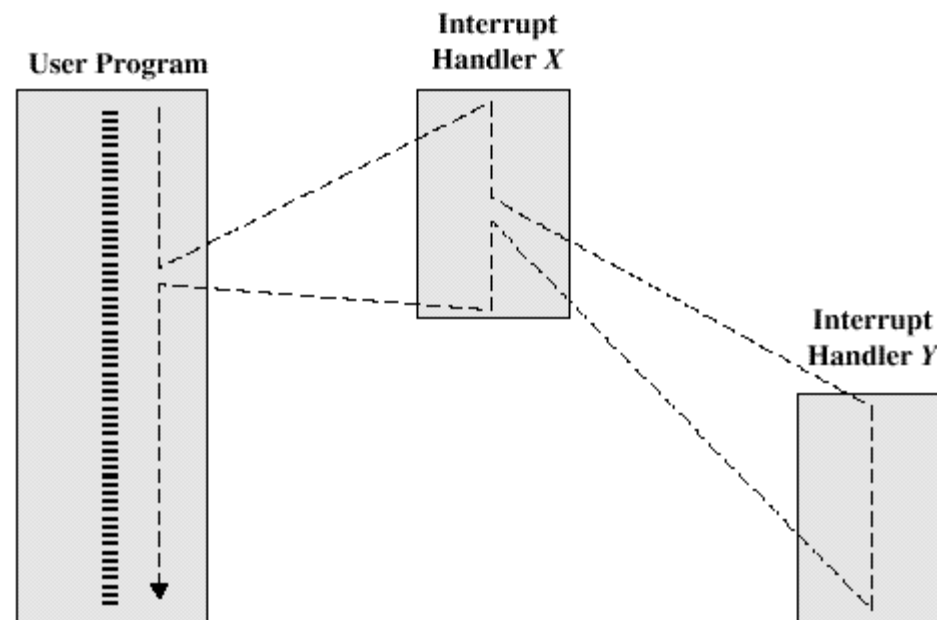 User Program
Interrupt
Handler X
Interrupt
Handler Y